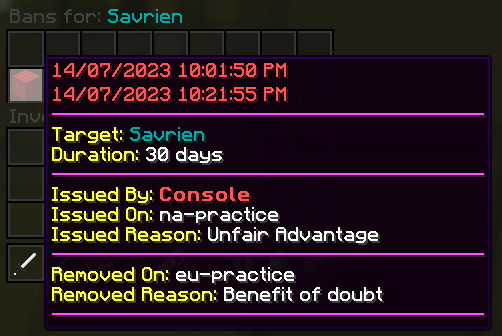 Bans for: Savrien
14/07/2023 10:01:50 PM
14/07/2023 10:21:55 PM
Target: Savrien
Duration: 30 days
Issued By: Console
Issued On: na-practice
Issued Reason: Unfair Advantage
Removed On: eu-practice
Removed Reason: Benefit of doubt
Inve